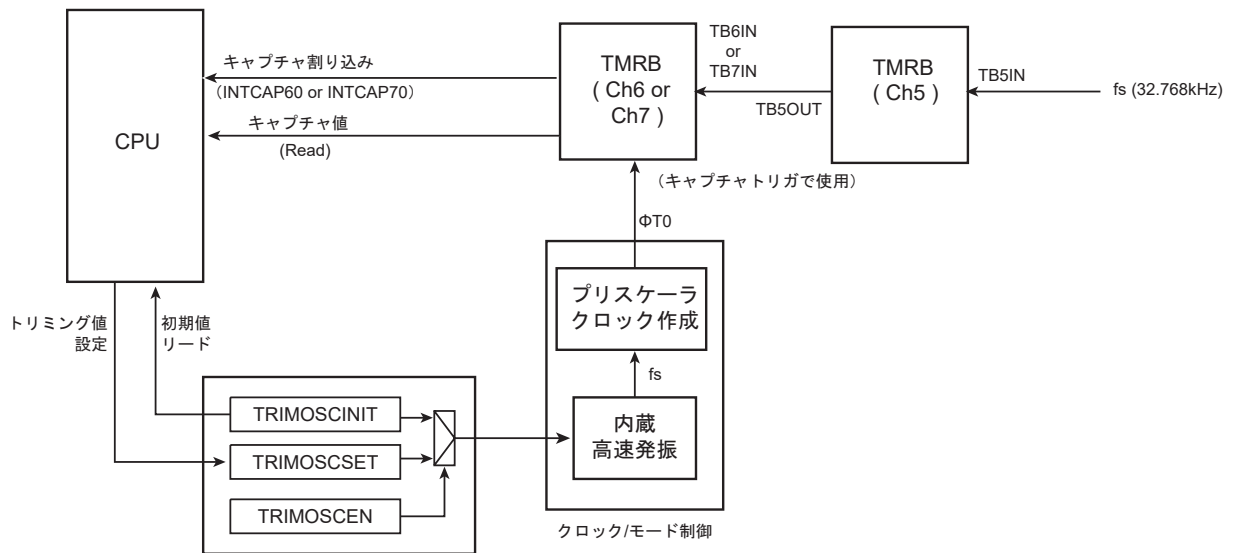 CPU
キャプチャ割り込み
（INTCAP60 or INTCAP70)
キャプチャ値
(Read)
TMRB
( Ch6 or
Ch7 )
TB6IN
or
TB7IN
TB5OUT
TMRB
( Ch5 )
TB5IN
fs (32.768kHz)
（キャプチャトリガで使用）
ΦT0
プリスケーラ
クロック作成
fs
内蔵
高速発振
クロック/モード制御
トリミング値
設定
初期値
リード
TRIMOSCINIT
TRIMOSCSET
TRIMOSCEN